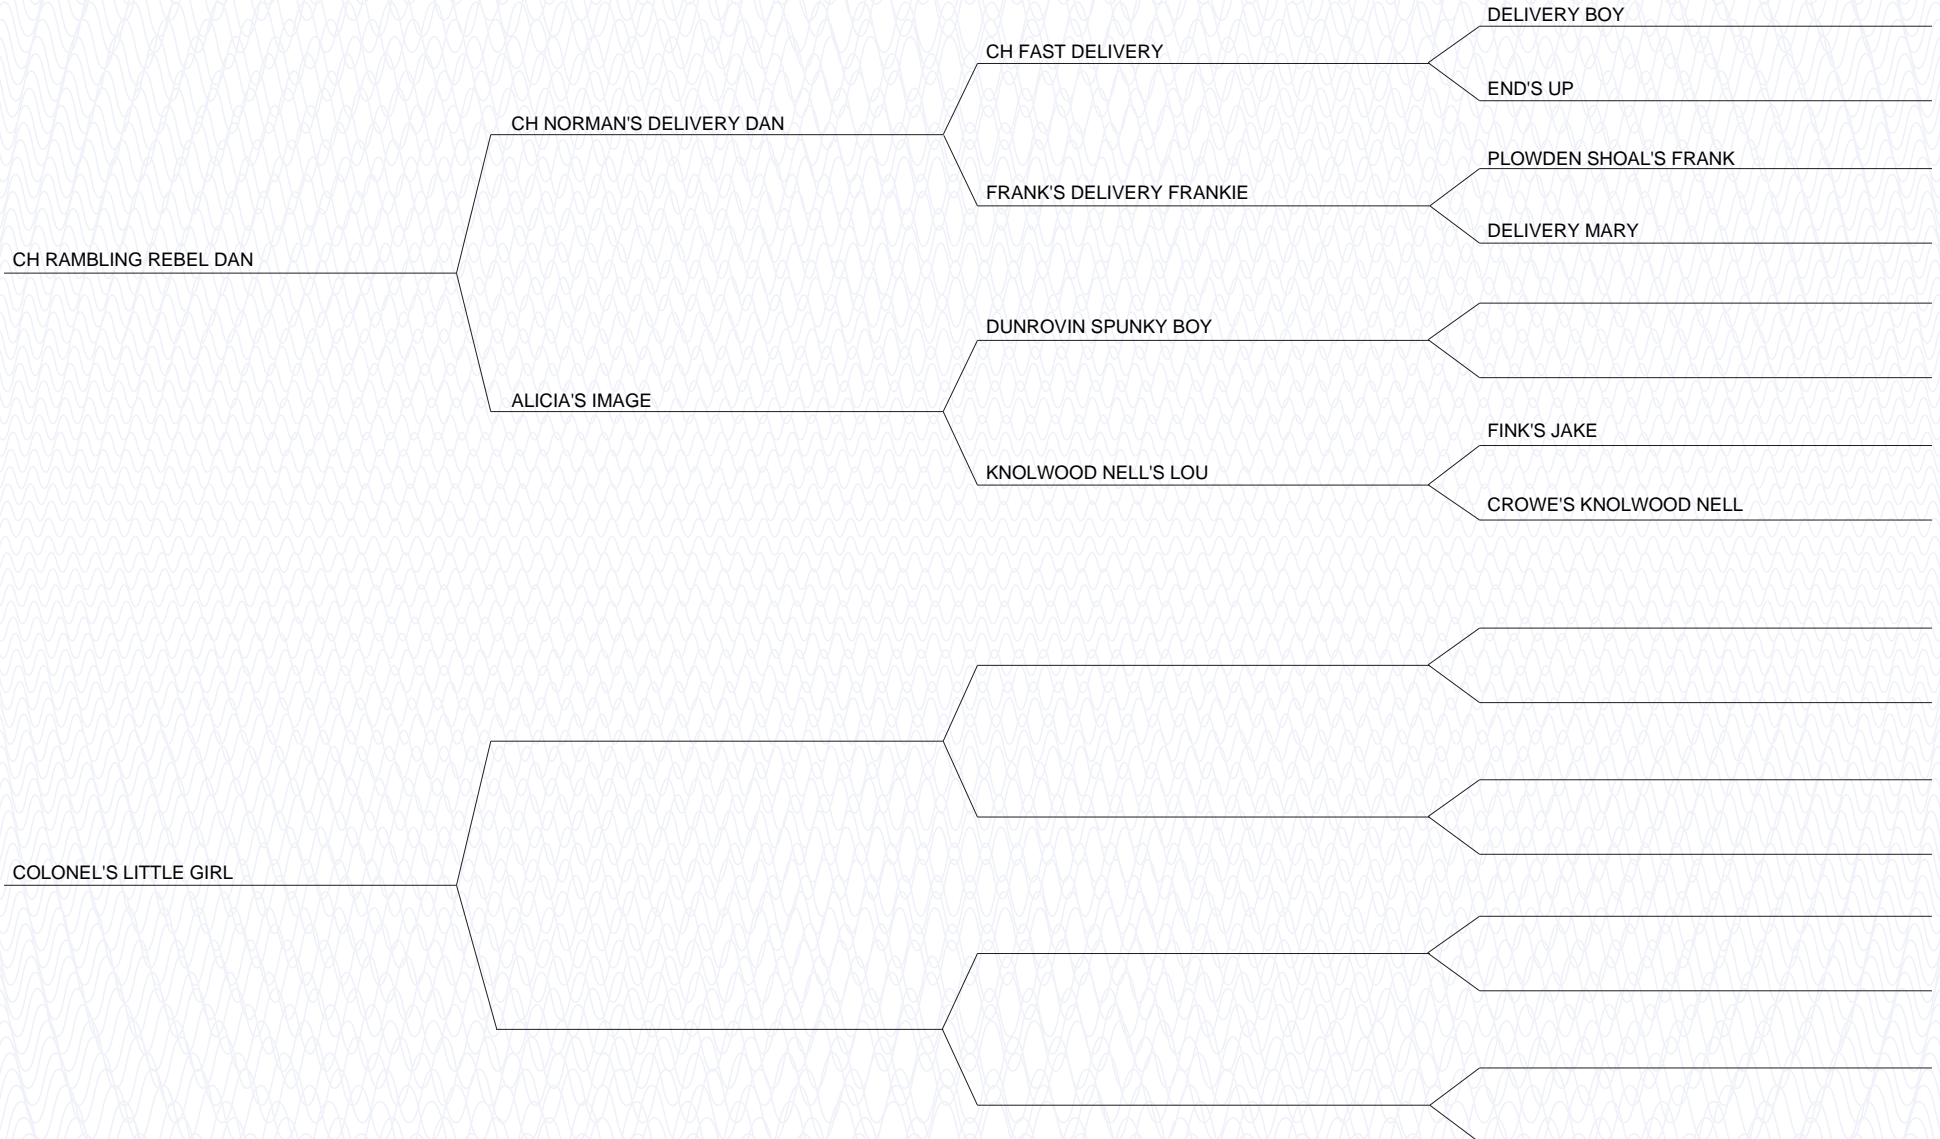 DELIVERY BOY
CH FAST DELIVERY
END'S UP
CH NORMAN'S DELIVERY DAN
PLOWDEN SHOAL'S FRANK
FRANK'S DELIVERY FRANKIE
DELIVERY MARY
CH RAMBLING REBEL DAN
DUNROVIN SPUNKY BOY
ALICIA'S IMAGE
FINK'S JAKE
KNOLWOOD NELL'S LOU
CROWE'S KNOLWOOD NELL
COLONEL'S LITTLE GIRL